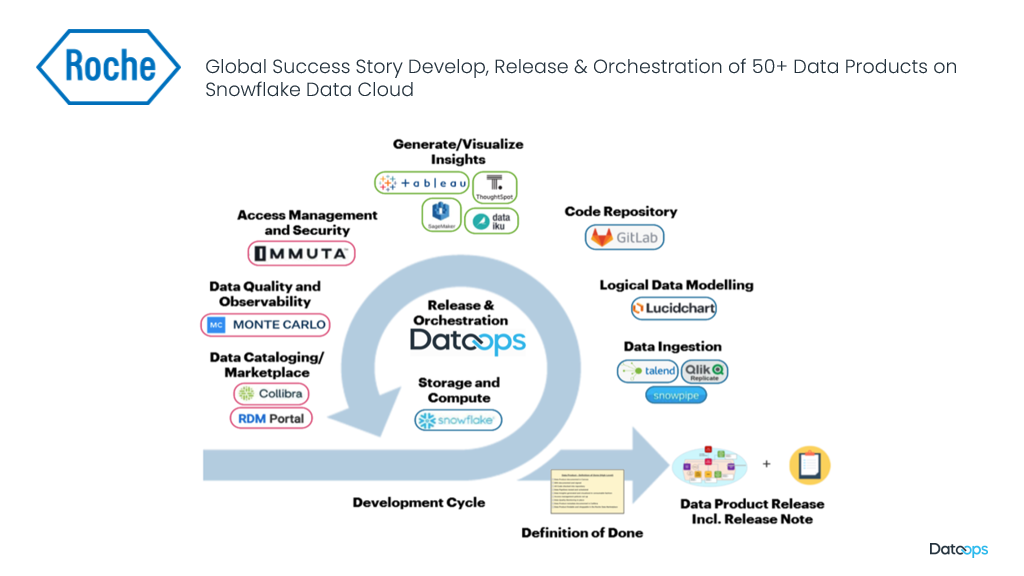 Roche
Global Success Story Develop, Release & Orchestration of 50+ Data Products on
Snowflake Data Cloud
Generate/Visualize
Insights
+ a b l e a u
T.
ThoughtSpot
SageMaker
data
iku
Access Management
and Security
IMMUTA™
Code Repository
GitLab
Data Quality and
Observability
MC MONTE CARLO
Logical Data Modelling
Lucidchart
Release &
Orchestration
Dataops
Data Ingestion
talend
Qlik
Replicate
snowpipe
Data Cataloging/
Marketplace
Collibra
RDM Portal
Storage and
Compute
snowflake
+
Development Cycle
Definition of Done
Data Product Release
Incl. Release Note
Dataops